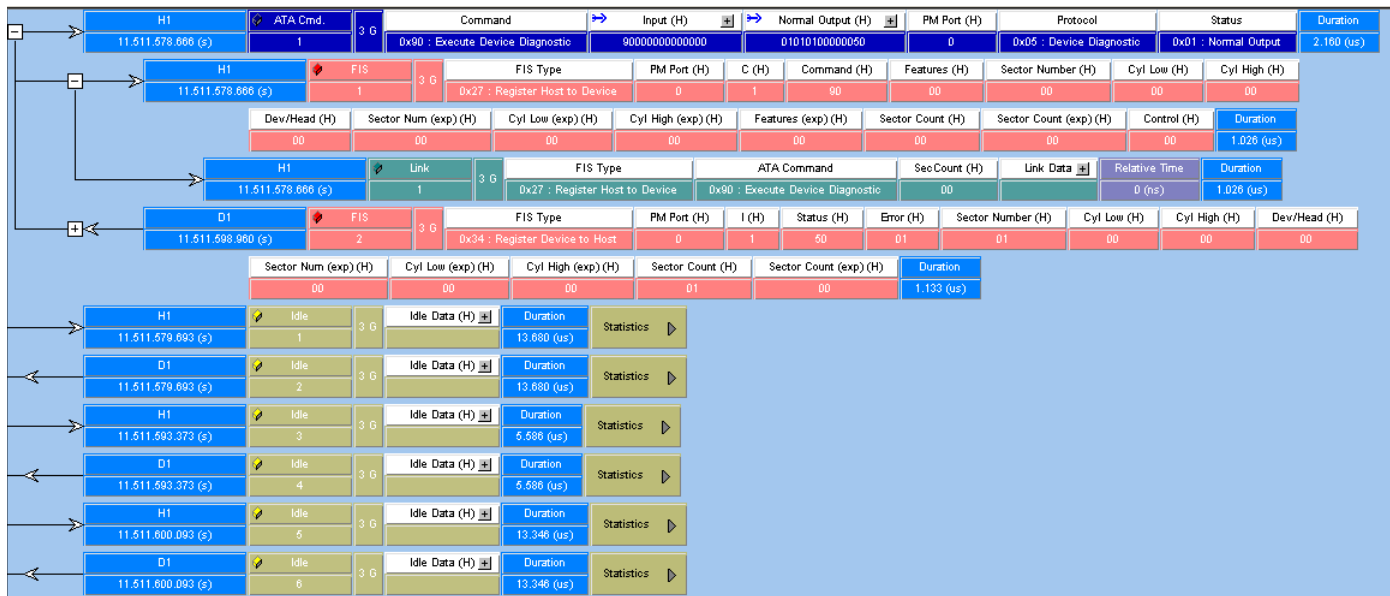 H1 ATA Cmd. 3 G Command Input (H) Normal Output (H) PM Port (H) Protocol Status Duration
11.511.578.666 (s) 1 0x90 : Execute Device Diagnostic 90000000000000 01010100000050 0 0x05 : Device Diagnostic 0x01 : Normal Output 2.160 (us)
H1 FIS 3 G FIS Type PM Port (H) C (H) Command (H) Features (H) Sector Number (H) Cyl Low (H) Cyl High (H)
11.511.578.666 (s) 1 0x27 : Register Host to Device 0 1 90 00 00 00 00
Dev/Head (H) Sector Num (exp) (H) Cyl Low (exp) (H) Cyl High (exp) (H) Features (exp) (H) Sector Count (H) Sector Count (exp) (H) Control (H) Duration
00 00 00 00 00 00 00 00 1.026 (us)
H1 Link 3 G FIS Type ATA Command SecCount (H) Link Data Relative Time Duration
11.511.578.666 (s) 1 0x27 : Register Host to Device 0x90 : Execute Device Diagnostic 00 0 (ns) 1.026 (us)
D1 FIS 3 G FIS Type PM Port (H) I (H) Status (H) Error (H) Sector Number (H) Cyl Low (H) Cyl High (H) Dev/Head (H)
11.511.598.960 (s) 2 0x34 : Register Device to Host 0 1 50 01 01 00 00 00
Sector Num (exp) (H) Cyl Low (exp) (H) Cyl High (exp) (H) Sector Count (H) Sector Count (exp) (H) Duration
00 00 00 01 00 1.133 (us)
H1 Idle 3 G Idle Data (H) Duration Statistics
11.511.579.693 (s) 1 13.680 (us)
D1 Idle 3 G Idle Data (H) Duration Statistics
11.511.579.693 (s) 2 13.680 (us)
H1 Idle 3 G Idle Data (H) Duration Statistics
11.511.593.373 (s) 3 5.586 (us)
D1 Idle 3 G Idle Data (H) Duration Statistics
11.511.593.373 (s) 4 5.586 (us)
H1 Idle 3 G Idle Data (H) Duration Statistics
11.511.600.093 (s) 5 13.346 (us)
D1 Idle 3 G Idle Data (H) Duration Statistics
11.511.600.093 (s) 6 13.346 (us)